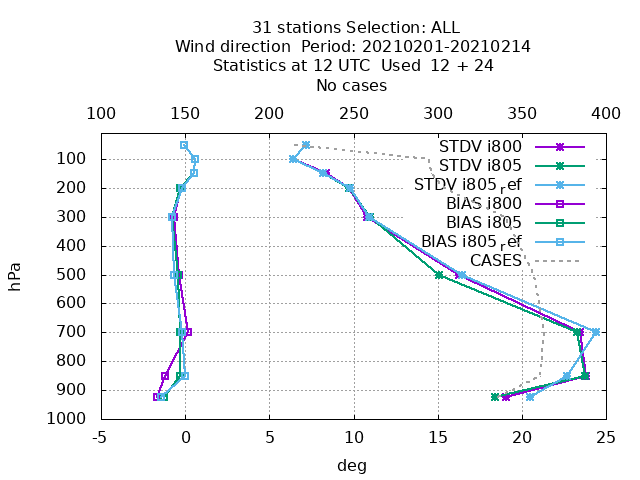 31 stations Selection: ALL
Wind direction  Period: 20210201-20210214
Statistics at 12 UTC  Used  12 + 24
No cases
100 150 200 250 300 350 400
STDV i800
STDV i805
STDV i805ref
BIAS i800
BIAS i805
BIAS i805ref
CASES
hPa
100
200
300
400
500
600
700
800
900
1000
-5 0 5 10 15 20 25
deg